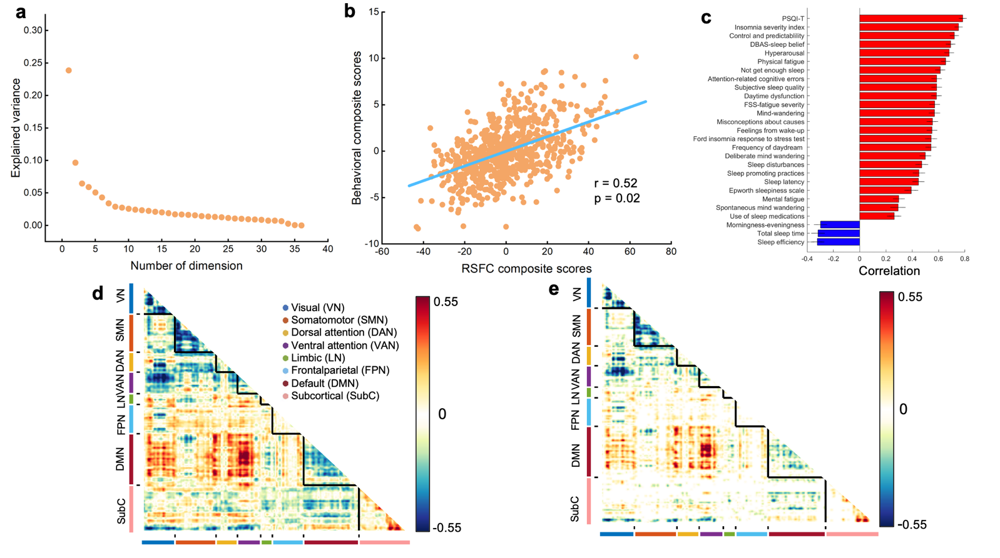 a
0.30
0.25
0.20
0.15
0.10
0.05
0.00
Explained variance
0
5
10
15
20
25
30
35
40
Number of dimension
b
15
10
5
0
-5
-10
Behavioral composite scores
r = 0.52
p = 0.02
-60
-40
-20
0
20
40
60
80
RSFC composite scores
c
PSQI-T
Insomnia severity index
Control and predictablility
DBAS-sleep belief
Hyperarousal
Physical fatigue
Not get enough sleep
Attention-related cognitive errors
Subjective sleep quality
Daytime dysfunction
FSS-fatigue severity
Mind-wandering
Misconceptions about causes
Feelings from wake-up
Ford insomnia response to stress test
Frequency of daydream
Deliberate mind wandering
Sleep disturbances
Sleep promoting practices
Sleep latency
Epworth sleepiness scale
Mental fatigue
Spontaneous mind wandering
Use of sleep medications
Morningness-eveningness
Total sleep time
Sleep efficiency
-0.4
-0.2
0
0.2
0.4
0.6
0.8
Correlation
d
VN
SMN
DAN
VAN
LN
FPN
DMN
SubC
Visual (VN)
Somatomotor (SMN)
Dorsal attention (DAN)
Ventral attention (VAN)
Limbic (LN)
Frontalparietal (FPN)
Default (DMN)
Subcortical (SubC)
0.55
0
-0.55
e
VN
SMN
DAN
VAN
LN
FPN
DMN
SubC
0.55
0
-0.55